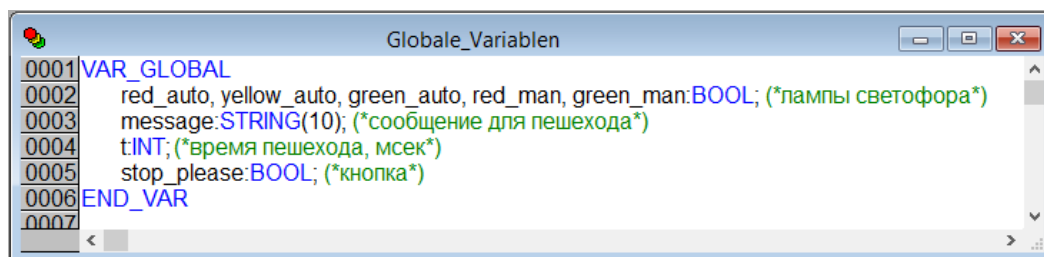 Globale_Variablen
0001 VAR_GLOBAL
0002 red_auto, yellow_auto, green_auto, red_man, green_man:BOOL; (*лампы светофора*)
0003 message:STRING(10); (*сообщение для пешехода*)
0004 t:INT; (*время пешехода, мсек*)
0005 stop_please:BOOL; (*кнопка*)
0006 END_VAR
0007